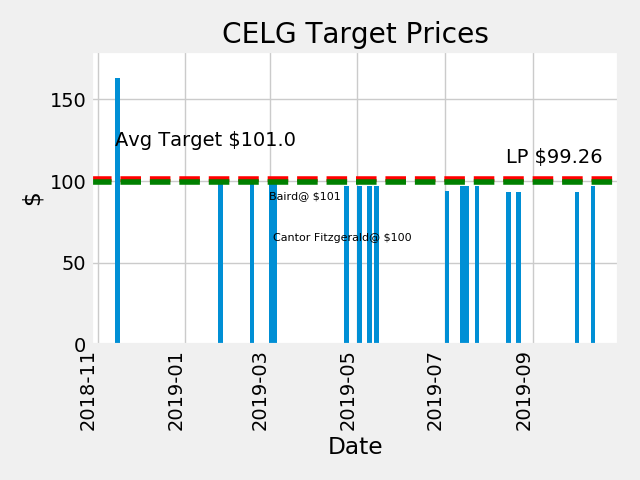 CELG Target Prices
150
Avg Target $101.0
LP $99.26
100
Baird@ $101
$
Cantor Fitzgerald@ $100
50
0
2018-11
2019-01
2019-03
2019-05
2019-07
2019-09
Date